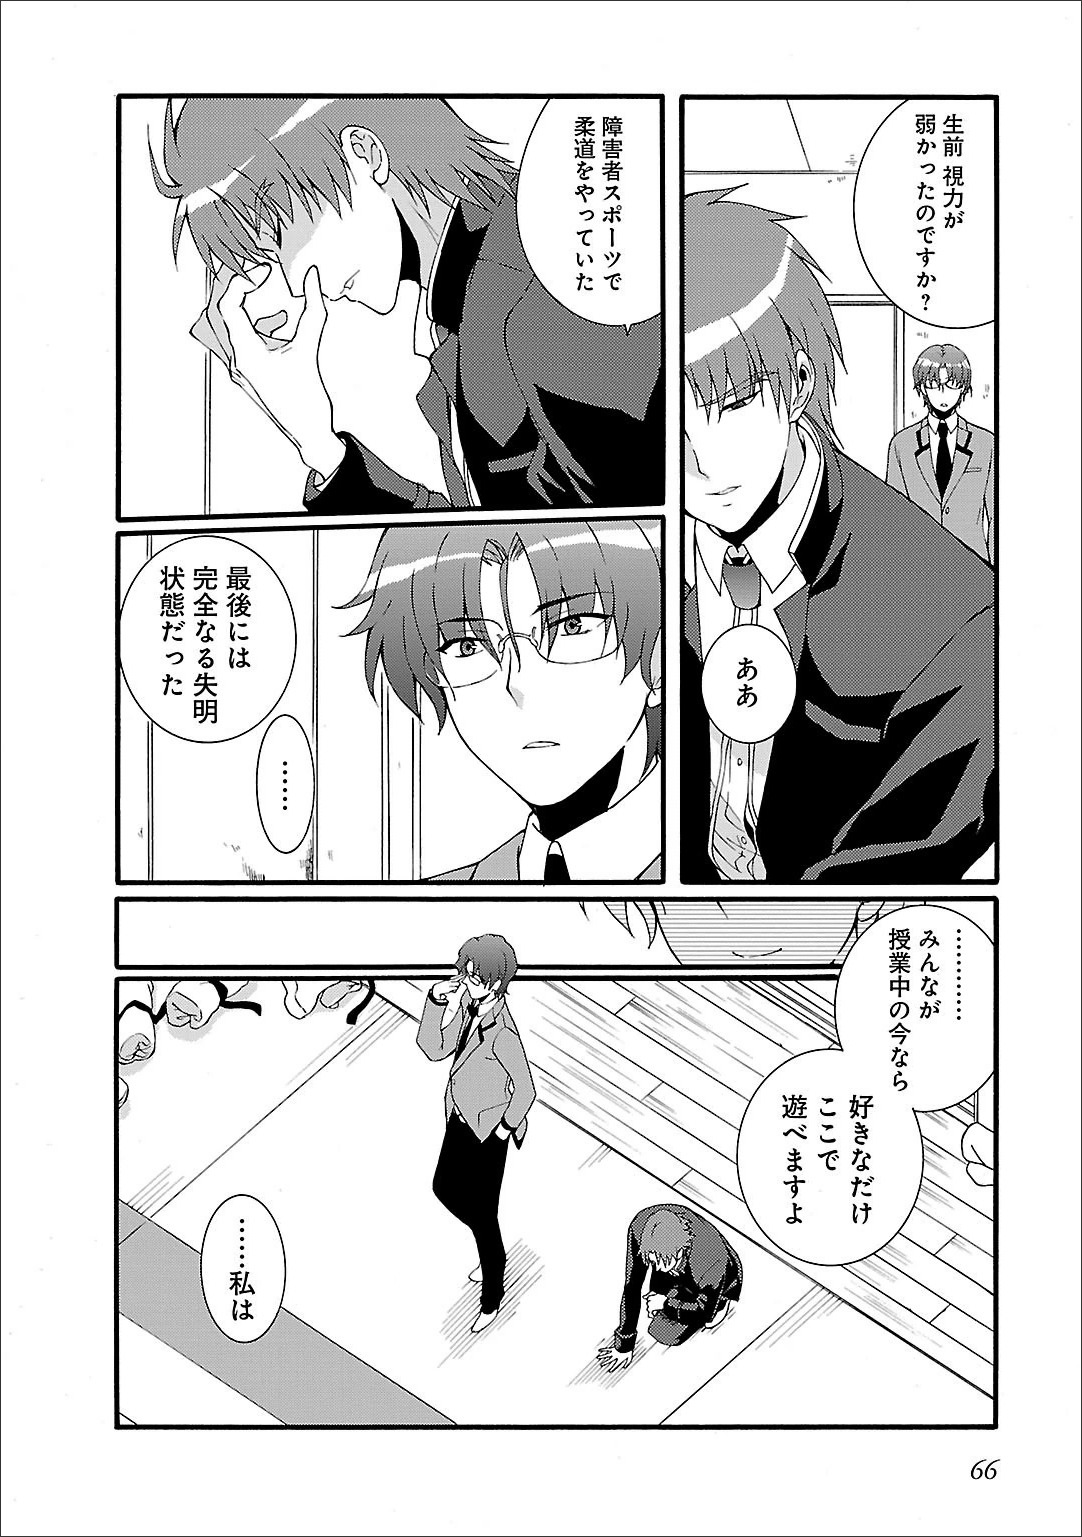 生前 視力が
弱かったのですか？
ああ
障害者スポーツで
柔道をやっていた
最後には
完全なる失明
状態だった
……
…………
みんなが
授業中の今なら
好きなだけ
ここで
遊べますよ
……私は
66